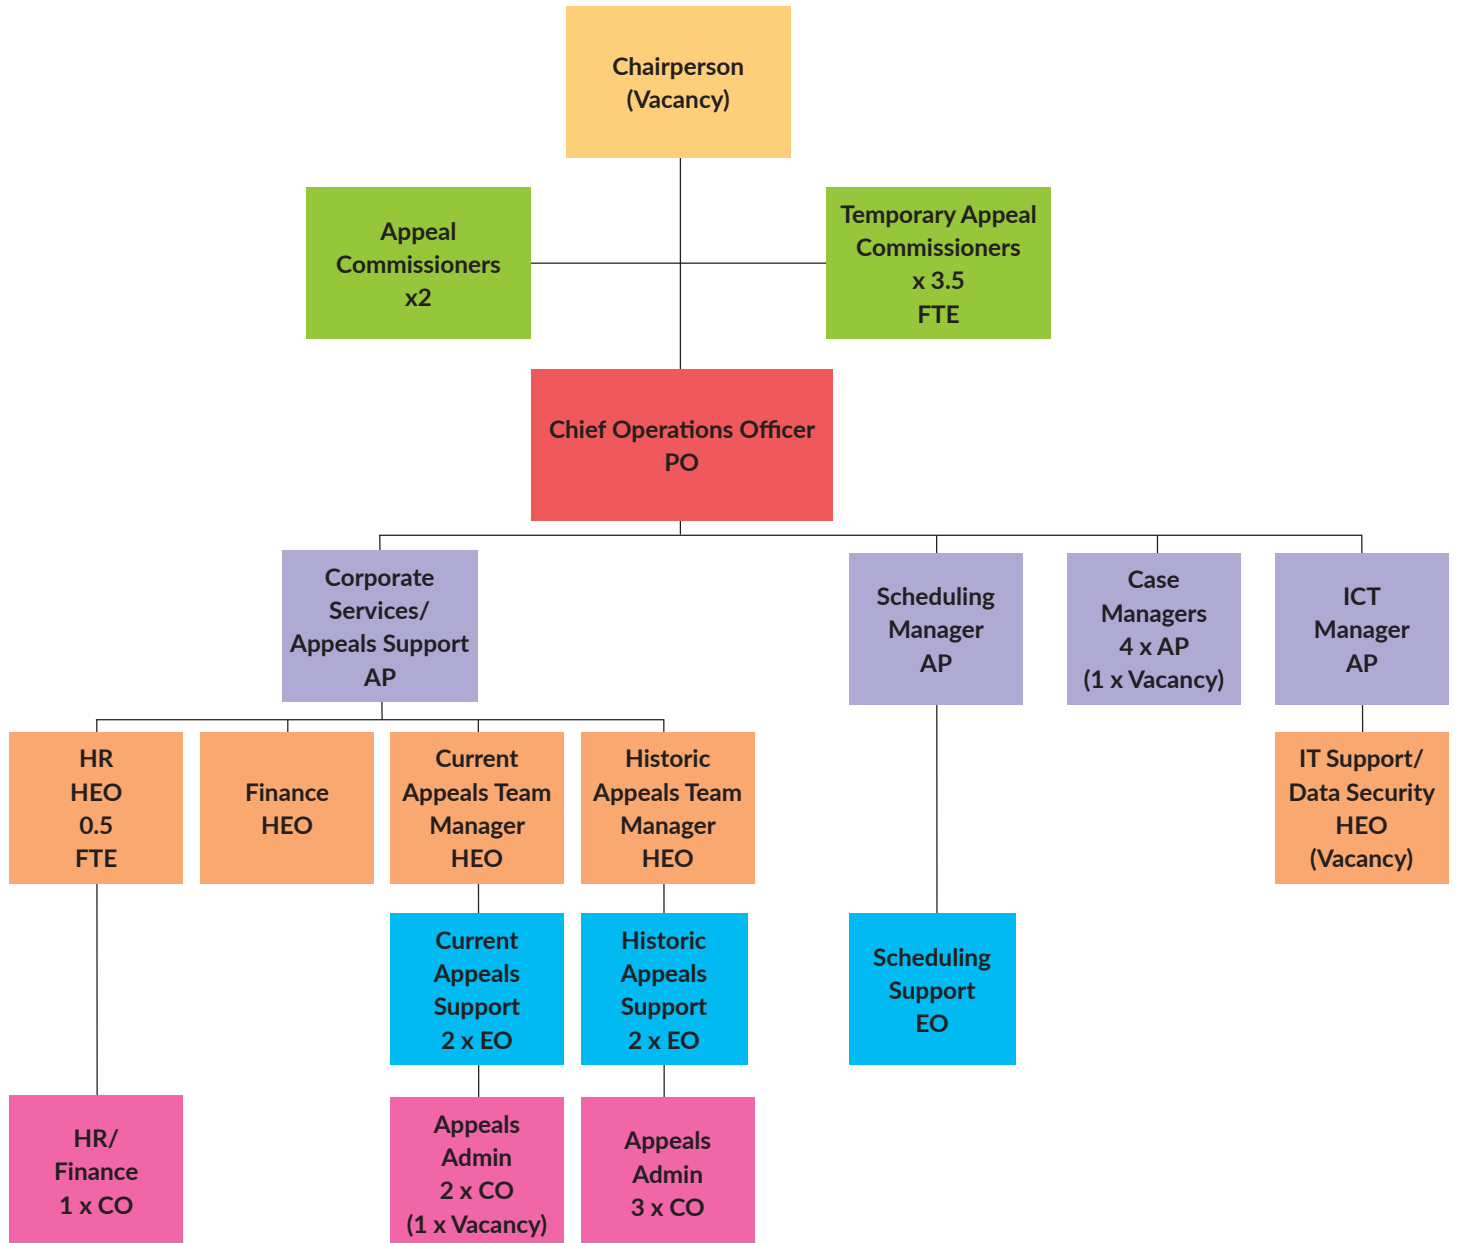 Chairperson
(Vacancy)
Appeal
Commissioners
x2
Temporary Appeal
Commissioners
x 3.5
FTE
Chief Operations Officer
PO
Corporate
Services/
Appeals Support
AP
Scheduling
Manager
AP
Case
Managers
4 x AP
(1 x Vacancy)
ICT
Manager
AP
HR
HEO
0.5
FTE
Finance
HEO
Current
Appeals Team
Manager
HEO
Historic
Appeals Team
Manager
HEO
IT Support/
Data Security
HEO
(Vacancy)
Current
Appeals
Support
2 x EO
Historic
Appeals
Support
2 x EO
Scheduling
Support
EO
HR/
Finance
1 x CO
Appeals
Admin
2 x CO
(1 x Vacancy)
Appeals
Admin
3 x CO